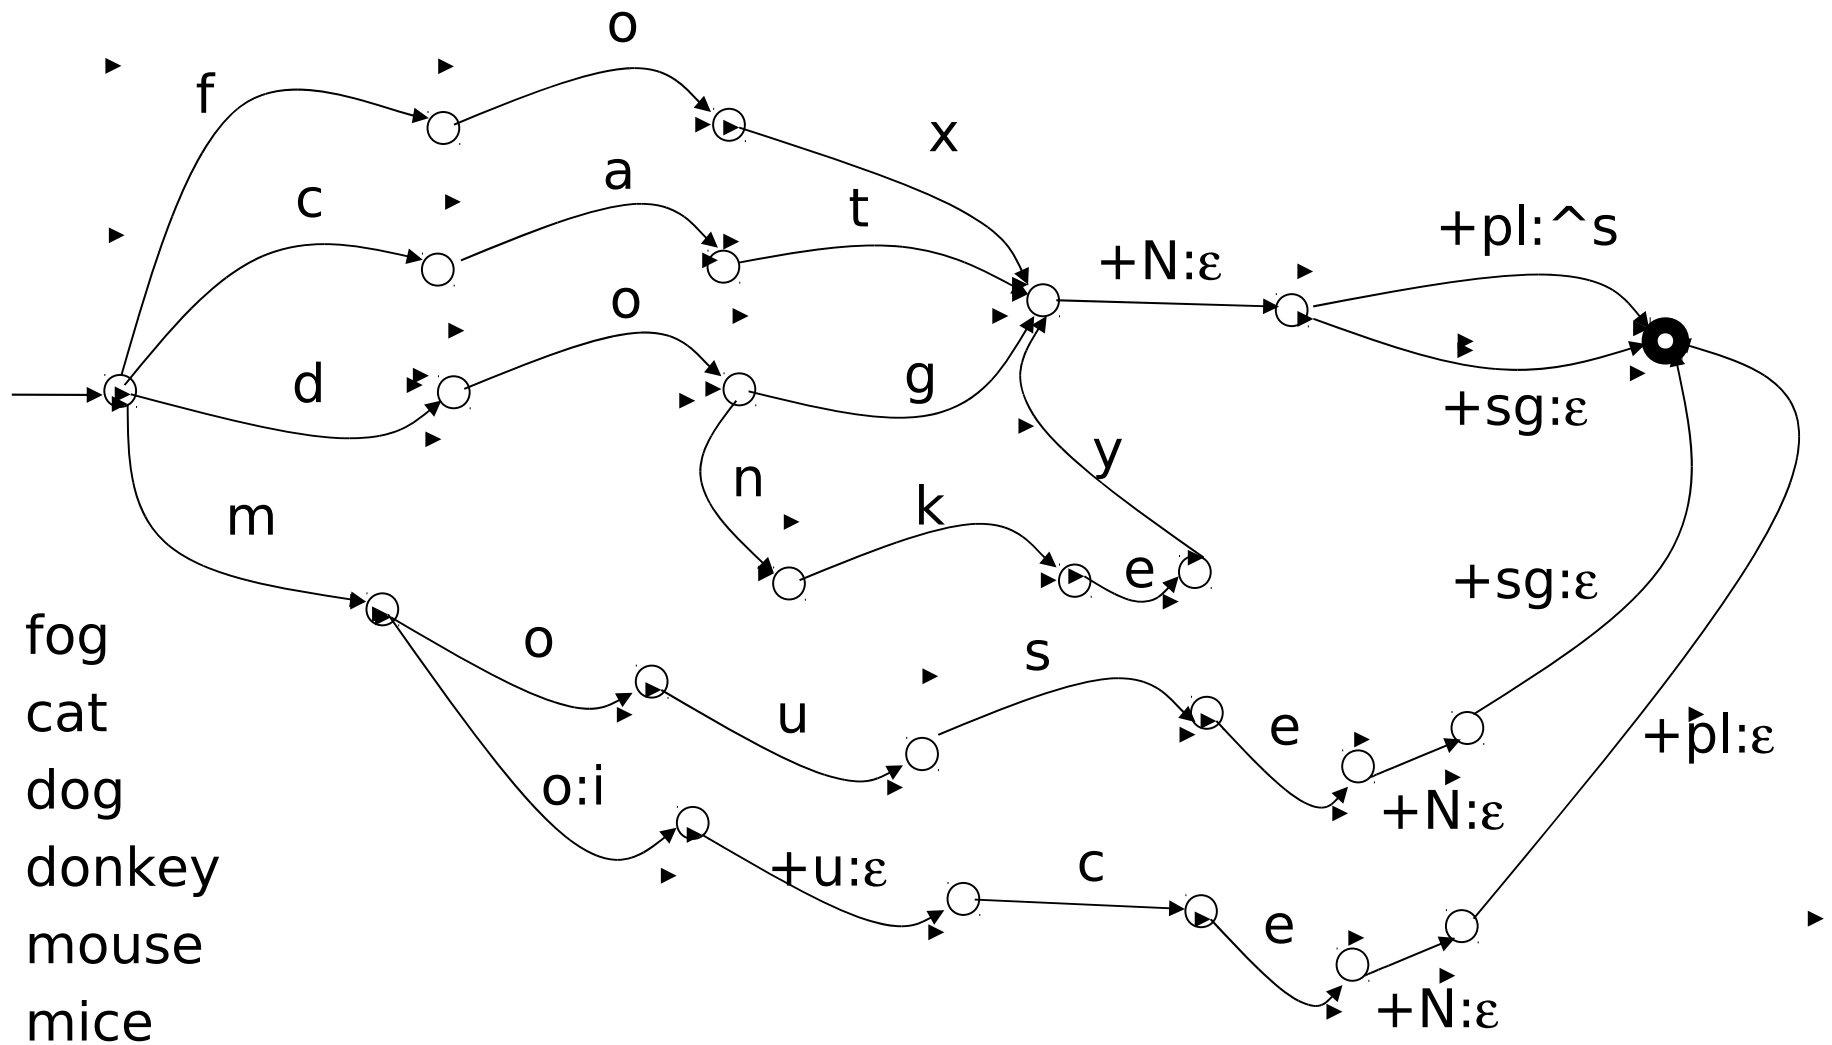 o
f
x
a
c
t
+pl:^s
+N:ε
o
d
g
+sg:ε
y
n
k
m
e
+sg:ε
fog
o
s
cat
u
e
+pl:ε
dog
o:i
+N:ε
donkey
+u:ε
c
mouse
e
mice
+N:ε